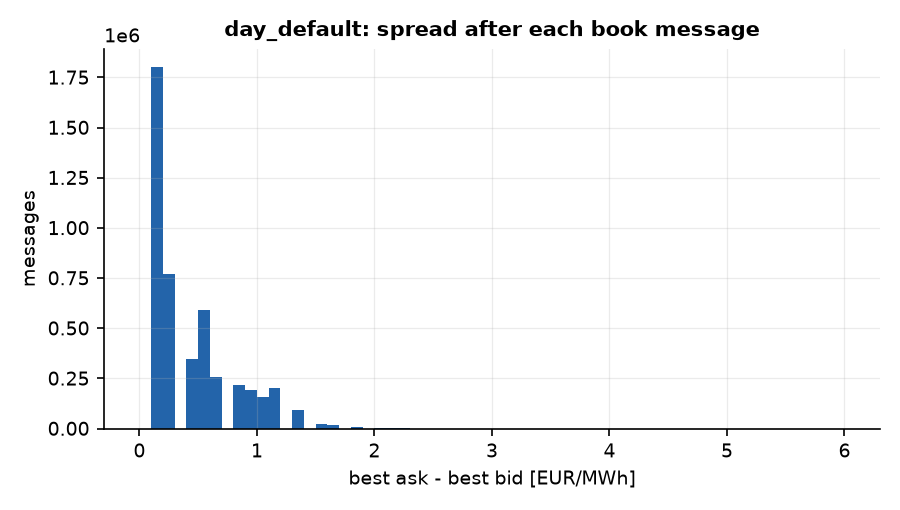 day_default: spread after each book message
1e6
1.75
1.50
1.25
1.00
0.75
0.50
0.25
0.00
messages
0 1 2 3 4 5 6
best ask - best bid [EUR/MWh]